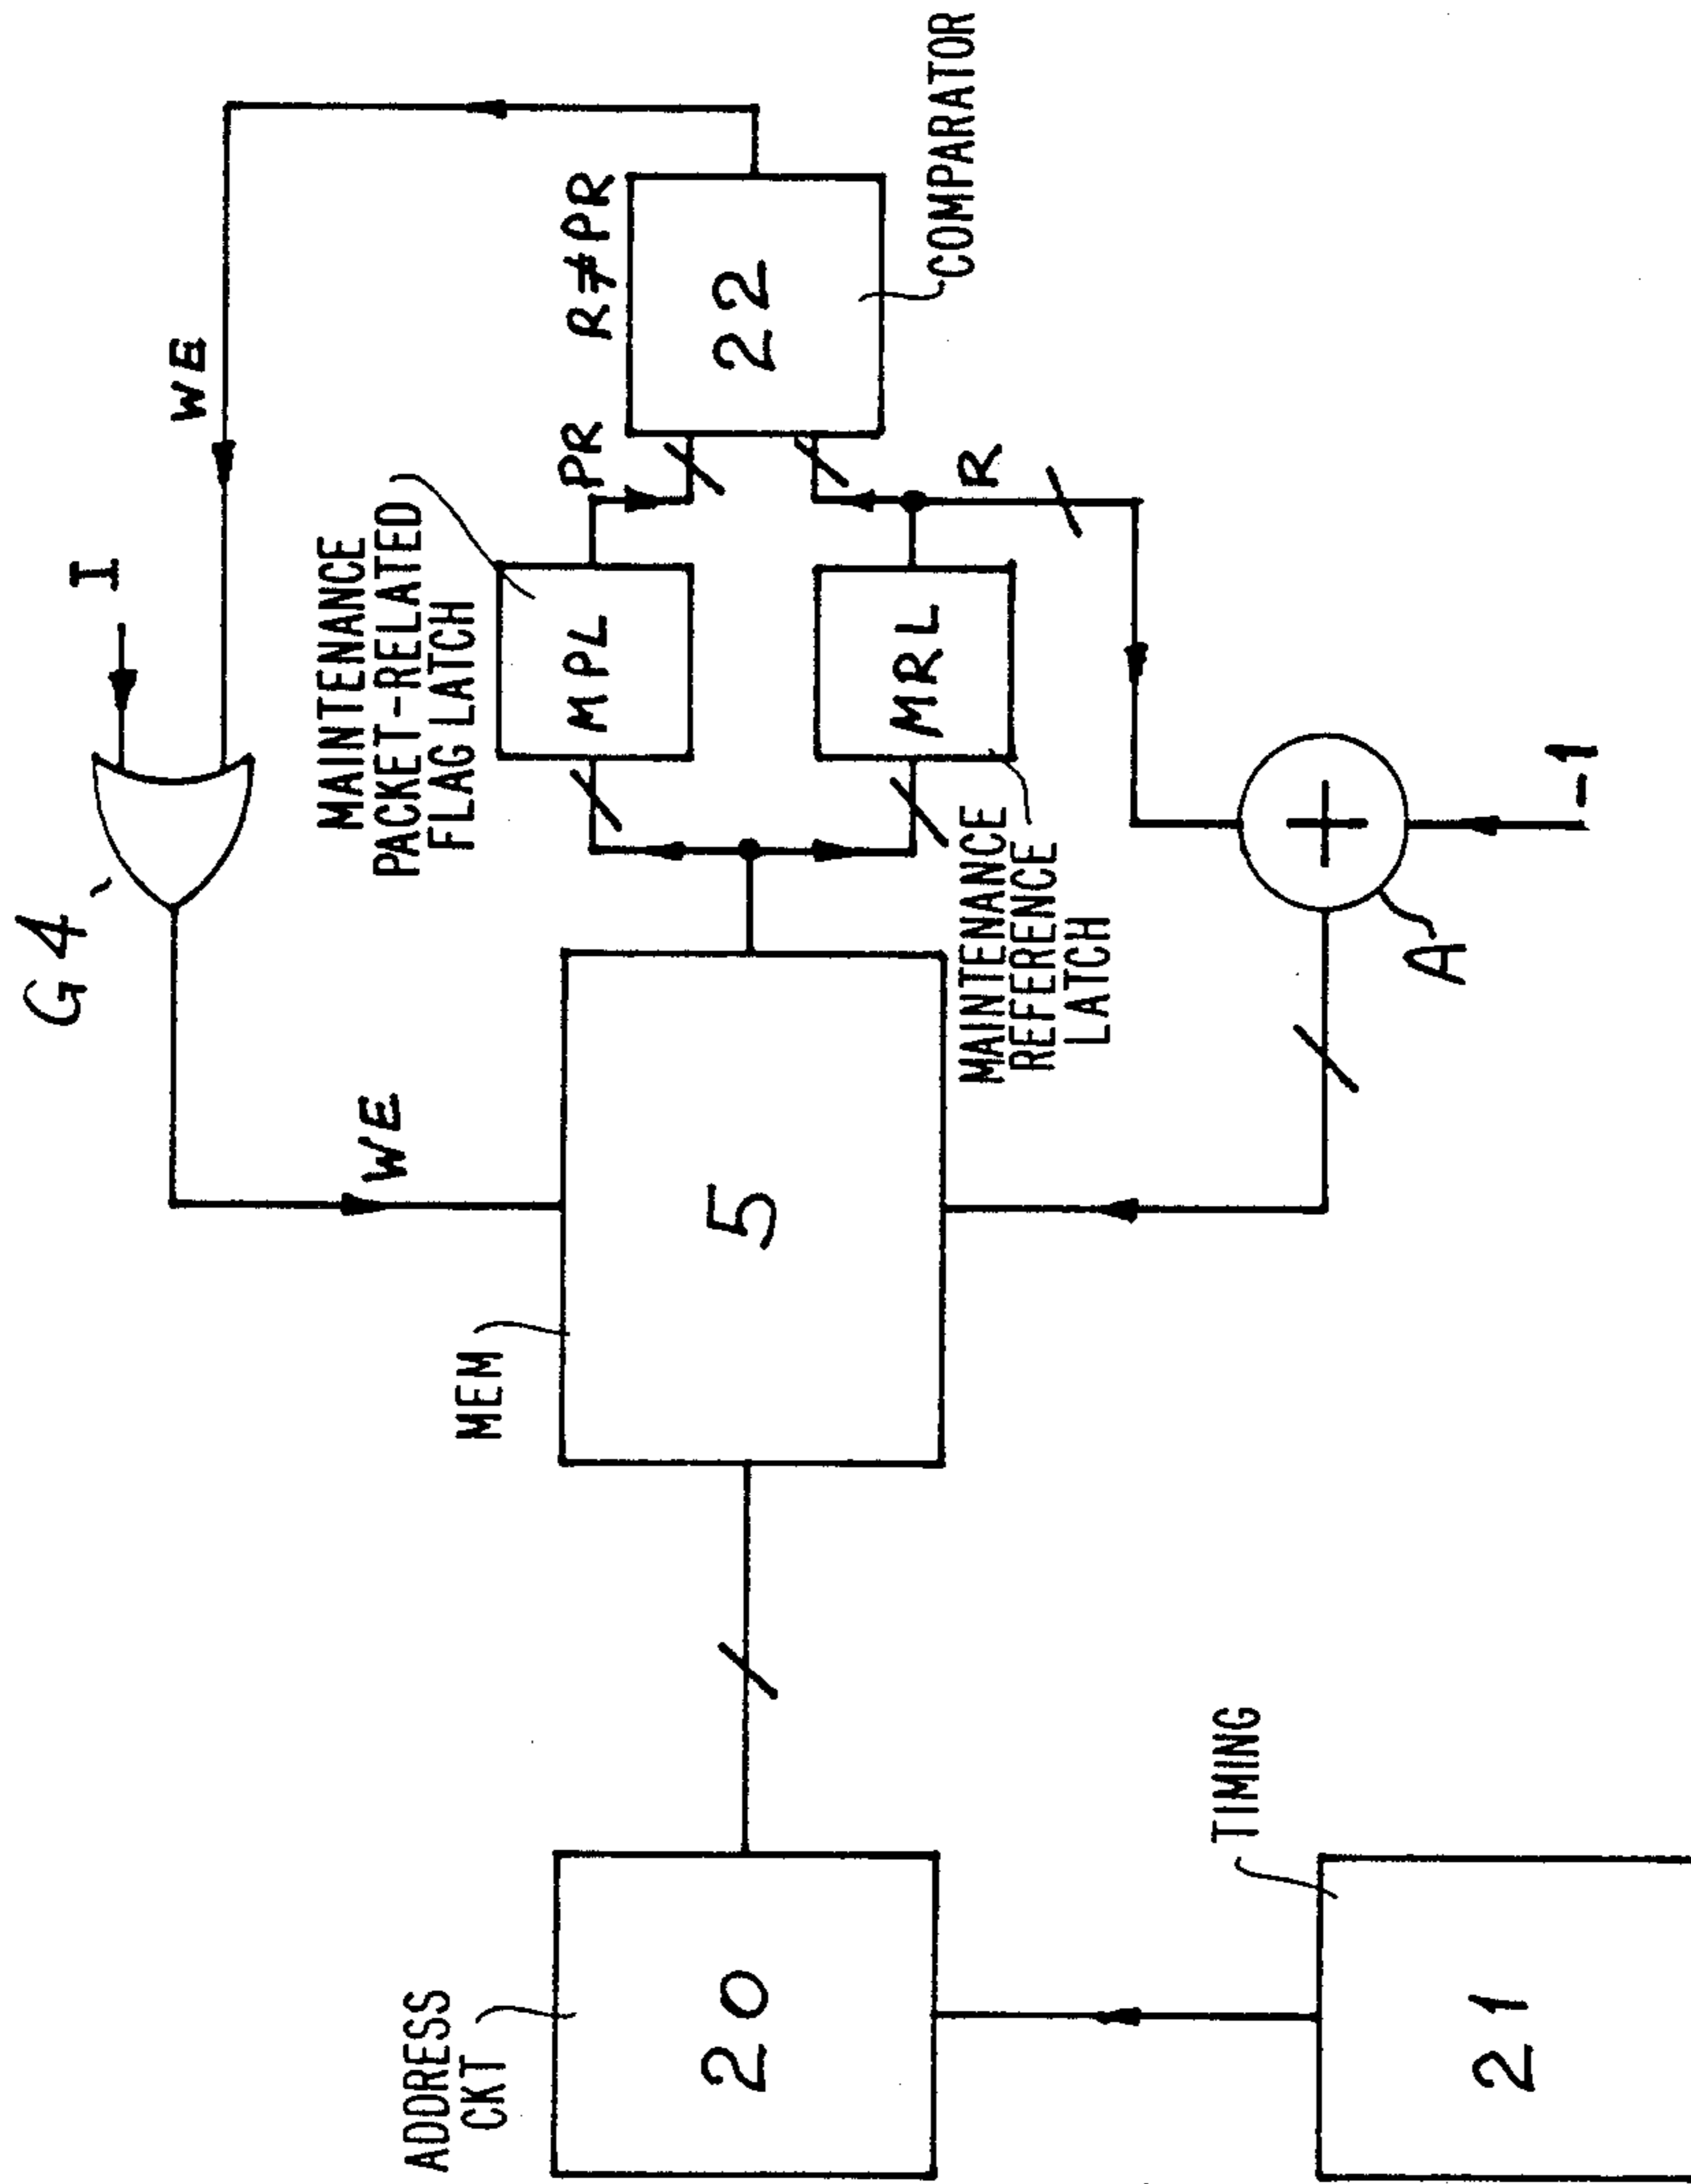 G4
I
WE
WE
MAINTENANCE
PACKET-RELATED
FLAG LATCH
MEM
5
MPL
PR
R≠PR
22
COMPARATOR
MRL
R
MAINTENANCE
REFERENCE
LATCH
A
+
-1
ADDRESS
CKT
20
TIMING
21